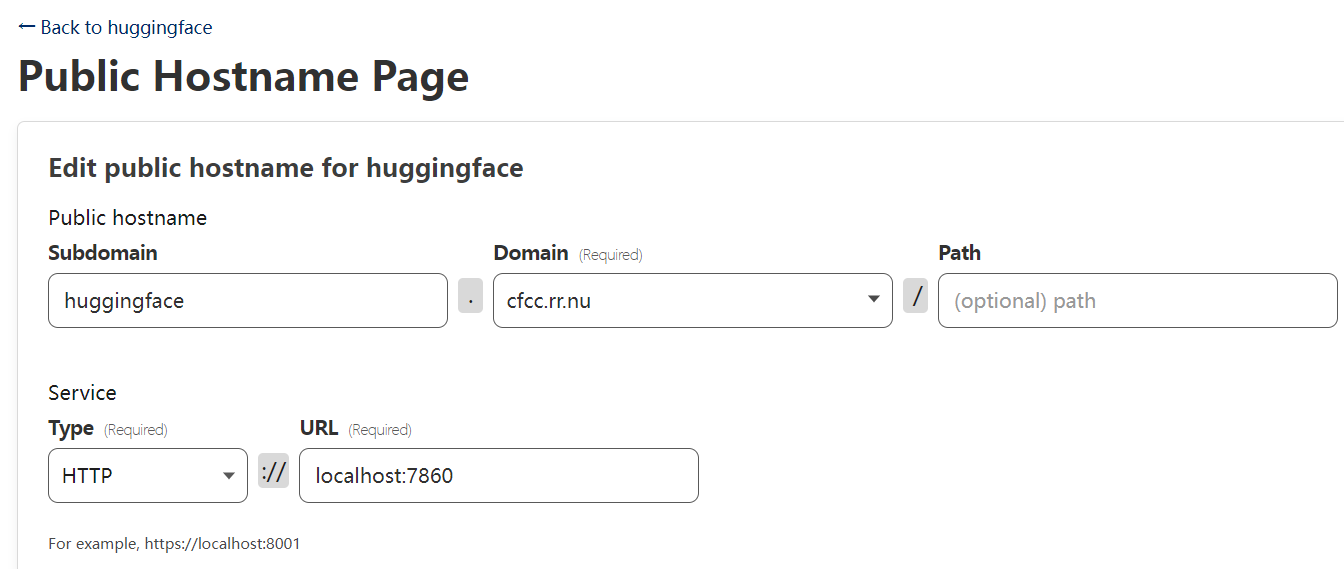 ← Back to huggingface
Public Hostname Page
Edit public hostname for huggingface
Public hostname
Subdomain Domain (Required) Path
huggingface . cfcc.rr.nu / (optional) path
Service
Type (Required) URL (Required)
HTTP :// localhost:7860
For example, https://localhost:8001